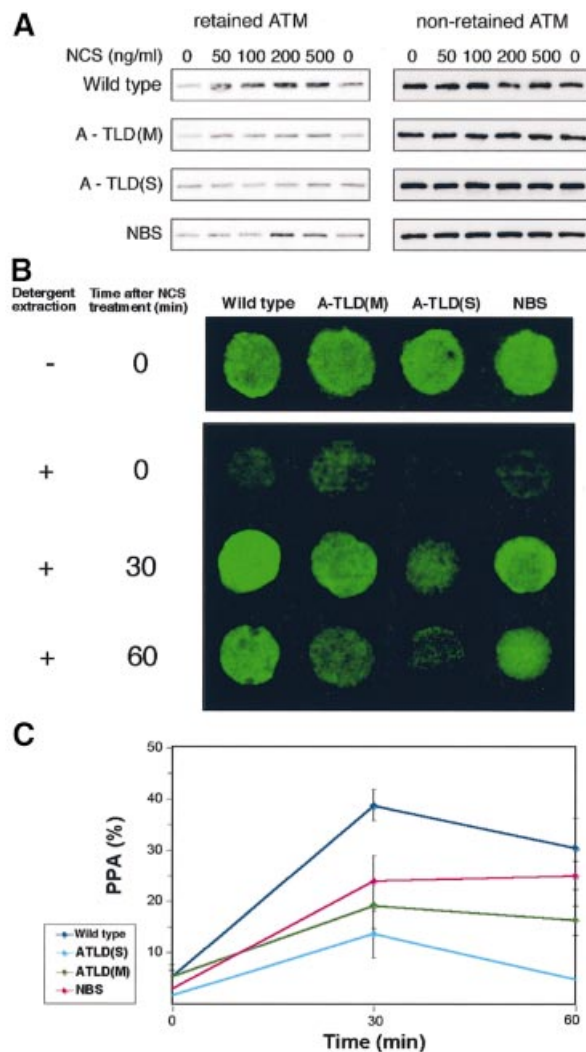 A
retained ATM
non-retained ATM
NCS (ng/ml) 0 50 100 200 500 0
0 50 100 200 500 0
Wild type
A - TLD(M)
A - TLD(S)
NBS
B
Detergent extraction
Time after NCS treatment (min)
Wild type A-TLD(M) A-TLD(S) NBS
- 0
+ 0
+ 30
+ 60
C
50
40
30
20
10
PPA (%)
Wild type
ATLD(S)
ATLD(M)
NBS
0 30 60
Time (min)